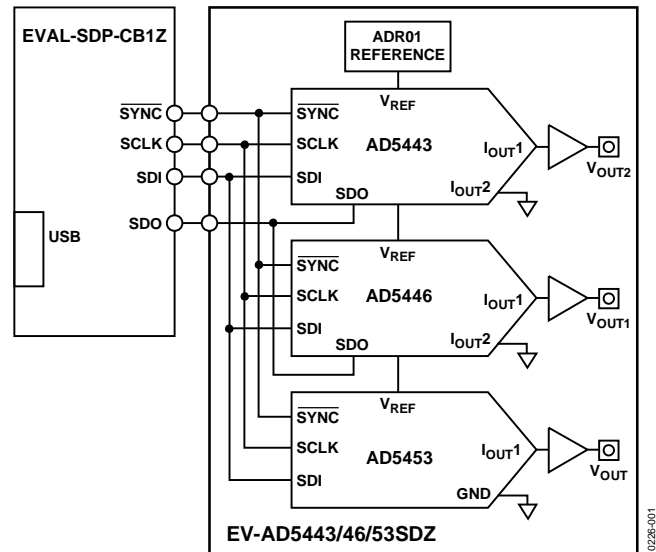 EVAL-SDP-CB1Z
SYNC
SCLK
SDI
SDO
USB
ADR01
REFERENCE
VREF
SYNC
SCLK
AD5443
SDI
SDO
IOUT1
IOUT2
VOUT2
VREF
SYNC
SCLK
AD5446
SDI
SDO
IOUT1
IOUT2
VOUT1
VREF
SYNC
SCLK
AD5453
SDI
IOUT1
GND
VOUT
EV-AD5443/46/53SDZ
0226-001